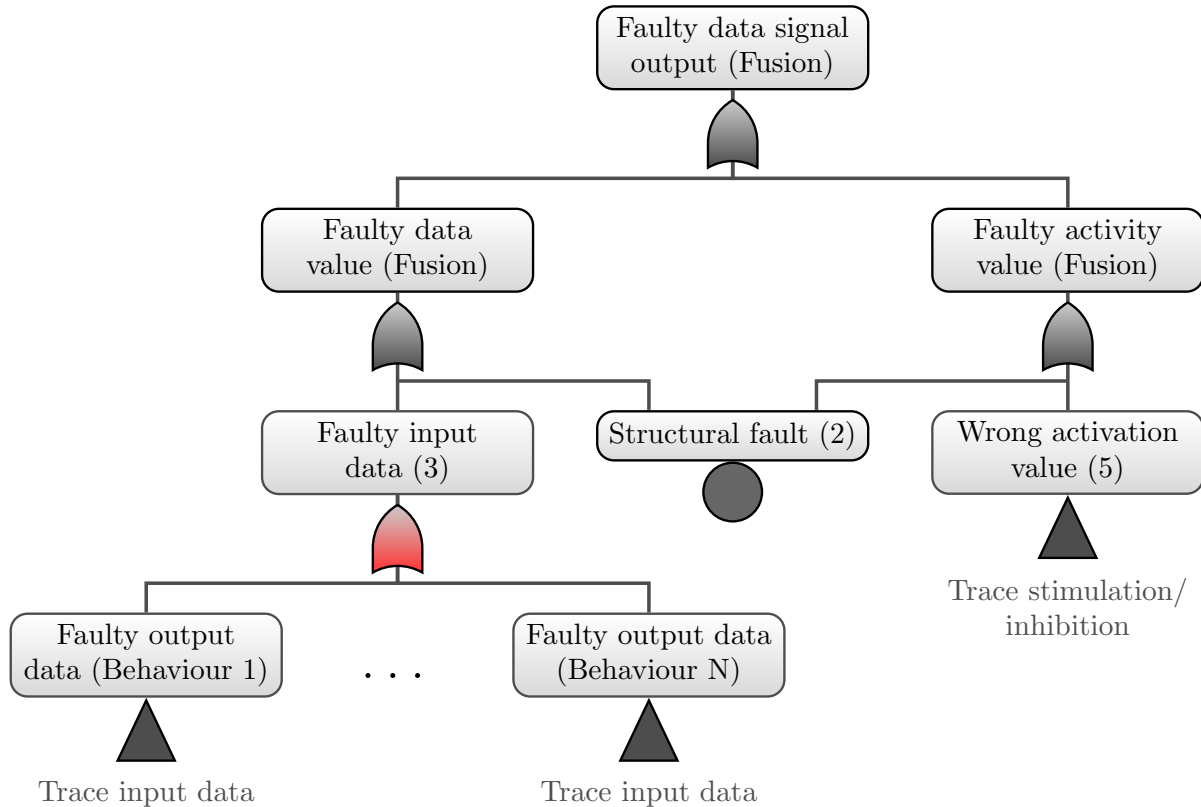 Faulty data signal
output (Fusion)
Faulty data
value (Fusion)
Faulty activity
value (Fusion)
Faulty input
data (3)
Structural fault (2)
Wrong activation
value (5)
Trace stimulation/
inhibition
Faulty output
data (Behaviour 1)
. . .
Faulty output data
(Behaviour N)
Trace input data
Trace input data